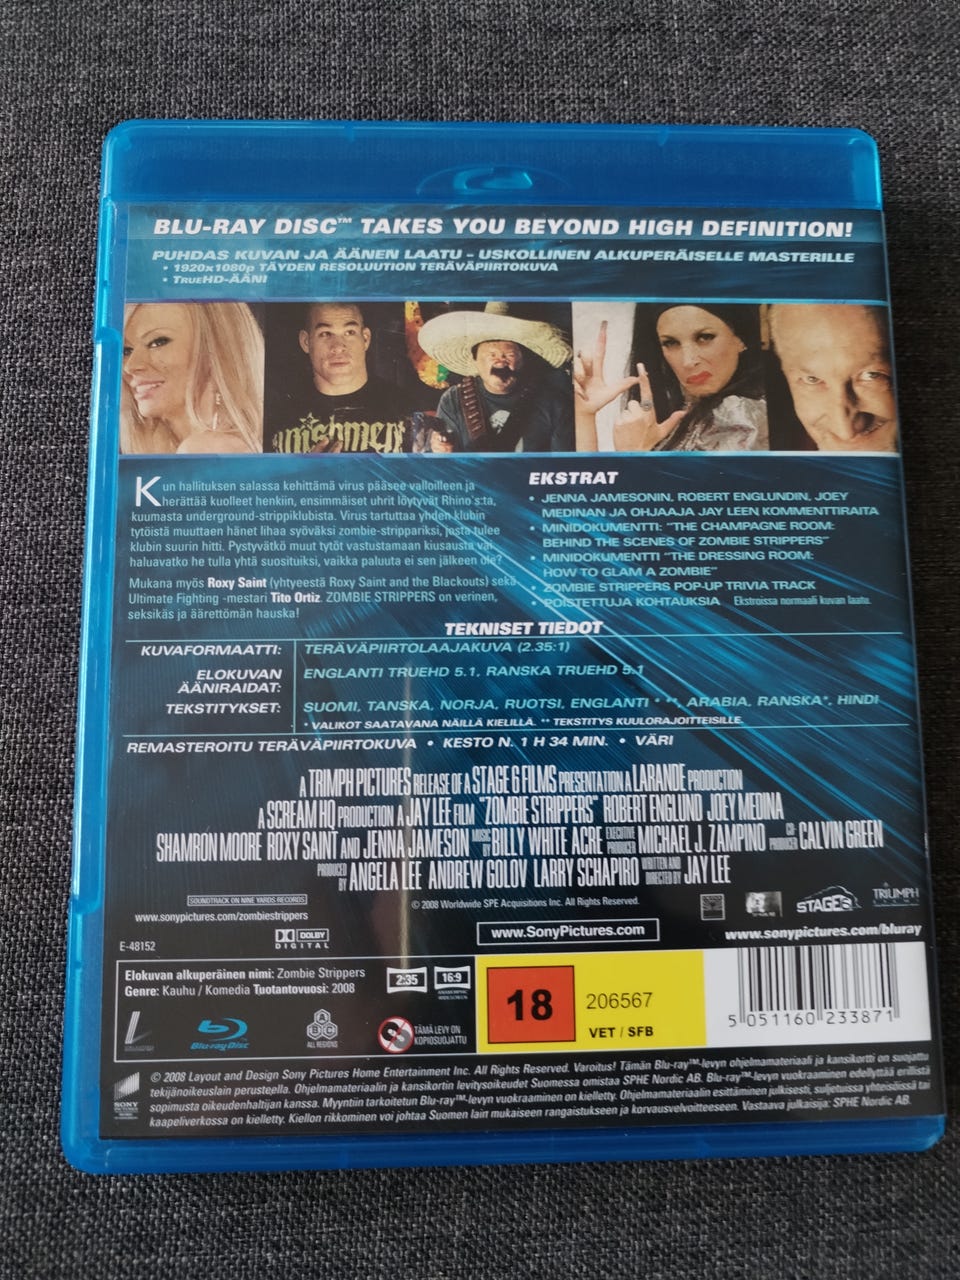 BLU-RAY DISC™ TAKES YOU BEYOND HIGH DEFINITION!
PUHDAS KUVAN JA ÄÄNEN LAATU – USKOLLINEN ALKUPERÄISELLE MASTERILLE
• 1920x1080p TÄYDEN RESOLUUTION TERÄVÄPIIRTOKUVA
• TRUEHD-ÄÄNI
Kun hallituksen salassa kehittämä virus pääsee valloilleen ja
herättää kuolleet henkiin, ensimmäiset uhrit löytyvät Rhino's:ta,
kuumasta underground-strippiklubista. Virus tartuttaa yhden klubin
tytöistä muuttaen hänet lihaa syöväksi zombie-strippariksi, josta tulee
klubin suurin hitti. Pystyvätkö muut tytöt vastustamaan kiusausta vai
haluavatko he tulla yhtä suosituiksi, vaikka paluuta ei sen jälkeen ole?
Mukana myös Roxy Saint (yhtyeestä Roxy Saint and the Blackouts) sekä
Ultimate Fighting -mestari Tito Ortiz. ZOMBIE STRIPPERS on verinen,
seksikäs ja äärettömän hauska!
EKSTRAT
• JENNA JAMESONIN, ROBERT ENGLUNDIN, JOEY
MEDINAN JA OHJAAJA JAY LEEN KOMMENTTIRAITA
• MINIDOKUMENTTI: "THE CHAMPAGNE ROOM:
BEHIND THE SCENES OF ZOMBIE STRIPPERS"
• MINIDOKUMENTTI "THE DRESSING ROOM:
HOW TO GLAM A ZOMBIE"
• ZOMBIE STRIPPERS POP-UP TRIVIA TRACK
• POISTETTUJA KOHTAUKSIA Ekstroissa normaali kuvan laatu.
TEKNISET TIEDOT
KUVAFORMAATTI: TERÄVÄPIIRTOLAAJAKUVA (2.35:1)
ELOKUVAN ÄÄNIRAIDAT: ENGLANTI TRUEHD 5.1, RANSKA TRUEHD 5.1
TEKSTITYKSET: SUOMI, TANSKA, NORJA, RUOTSI, ENGLANTI * **, ARABIA, RANSKA*, HINDI
* VALIKOT SAATAVANA NÄILLÄ KIELILLÄ. ** TEKSTITYS KUULORAJOITTEISILLE.
REMASTEROITU TERÄVÄPIIRTOKUVA • KESTO N. 1 H 34 MIN. • VÄRI
A TRIMPH PICTURES RELEASE OF A STAGE 6 FILMS PRESENTATION A LARANDE PRODUCTION
A SCREAM HQ PRODUCTION A JAY LEE FILM "ZOMBIE STRIPPERS" ROBERT ENGLUND JOEY MEDINA
SHAMRON MOORE ROXY SAINT AND JENNA JAMESON MUSIC BY BILLY WHITE ACRE EXECUTIVE PRODUCER MICHAEL J. ZAMPINO CO-PRODUCER CALVIN GREEN
PRODUCED BY ANGELA LEE ANDREW GOLOV LARRY SCHAPIRO WRITTEN AND DIRECTED BY JAY LEE
© 2008 Worldwide SPE Acquisitions Inc. All Rights Reserved.
SOUNDTRACK ON NINE YARDS RECORDS
www.sonypictures.com/zombiestrippers
DOLBY
DIGITAL
www.SonyPictures.com
STAGE 6
TRIUMPH
www.sonypictures.com/bluray
E-48152
Elokuvan alkuperäinen nimi: Zombie Strippers
Genre: Kauhu / Komedia Tuotantovuosi: 2008
2:35
16:9
ANAMORPHIC
WIDESCREEN
Blu-ray Disc
ABC
ALL REGIONS
TÄMÄ LEVY ON
KOPIOSUOJATTU
18
206567
VET / SFB
5 051160 233871
SONY
PICTURES
© 2008 Layout and Design Sony Pictures Home Entertainment Inc. All Rights Reserved. Varoitus! Tämän Blu-ray™-levyn ohjelmamateriaali ja kansikortti on suojattu
tekijänoikeuslain perusteella. Ohjelmamateriaalin ja kansikortin levitysoikeudet Suomessa omistaa SPHE Nordic AB. Blu-ray™-levyn vuokraaminen edellyttää erillistä
sopimusta oikeudenhaltijan kanssa. Myyntiin tarkoitetun Blu-ray™-levyn vuokraaminen on kielletty. Ohjelmamateriaalin esittäminen julkisesti, suljetuissa yhteisöissä tai
kaapeliverkossa on kielletty. Kiellon rikkominen voi johtaa Suomen lain mukaiseen rangaistukseen ja korvausvelvoitteeseen. Vastaava julkaisija: SPHE Nordic AB.